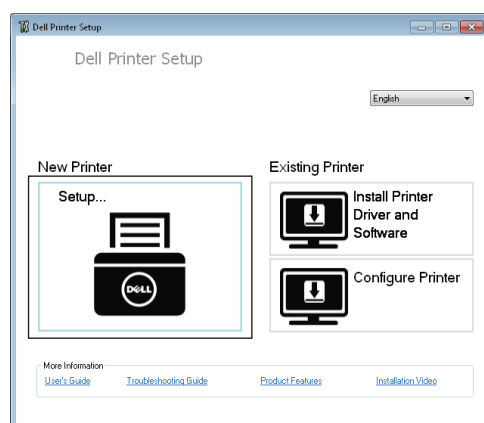 Dell Printer Setup
Dell Printer Setup
English
New Printer
Setup...
DELL
Existing Printer
Install Printer
Driver and
Software
Configure Printer
More Information
User's Guide
Troubleshooting Guide
Product Features
Installation Video